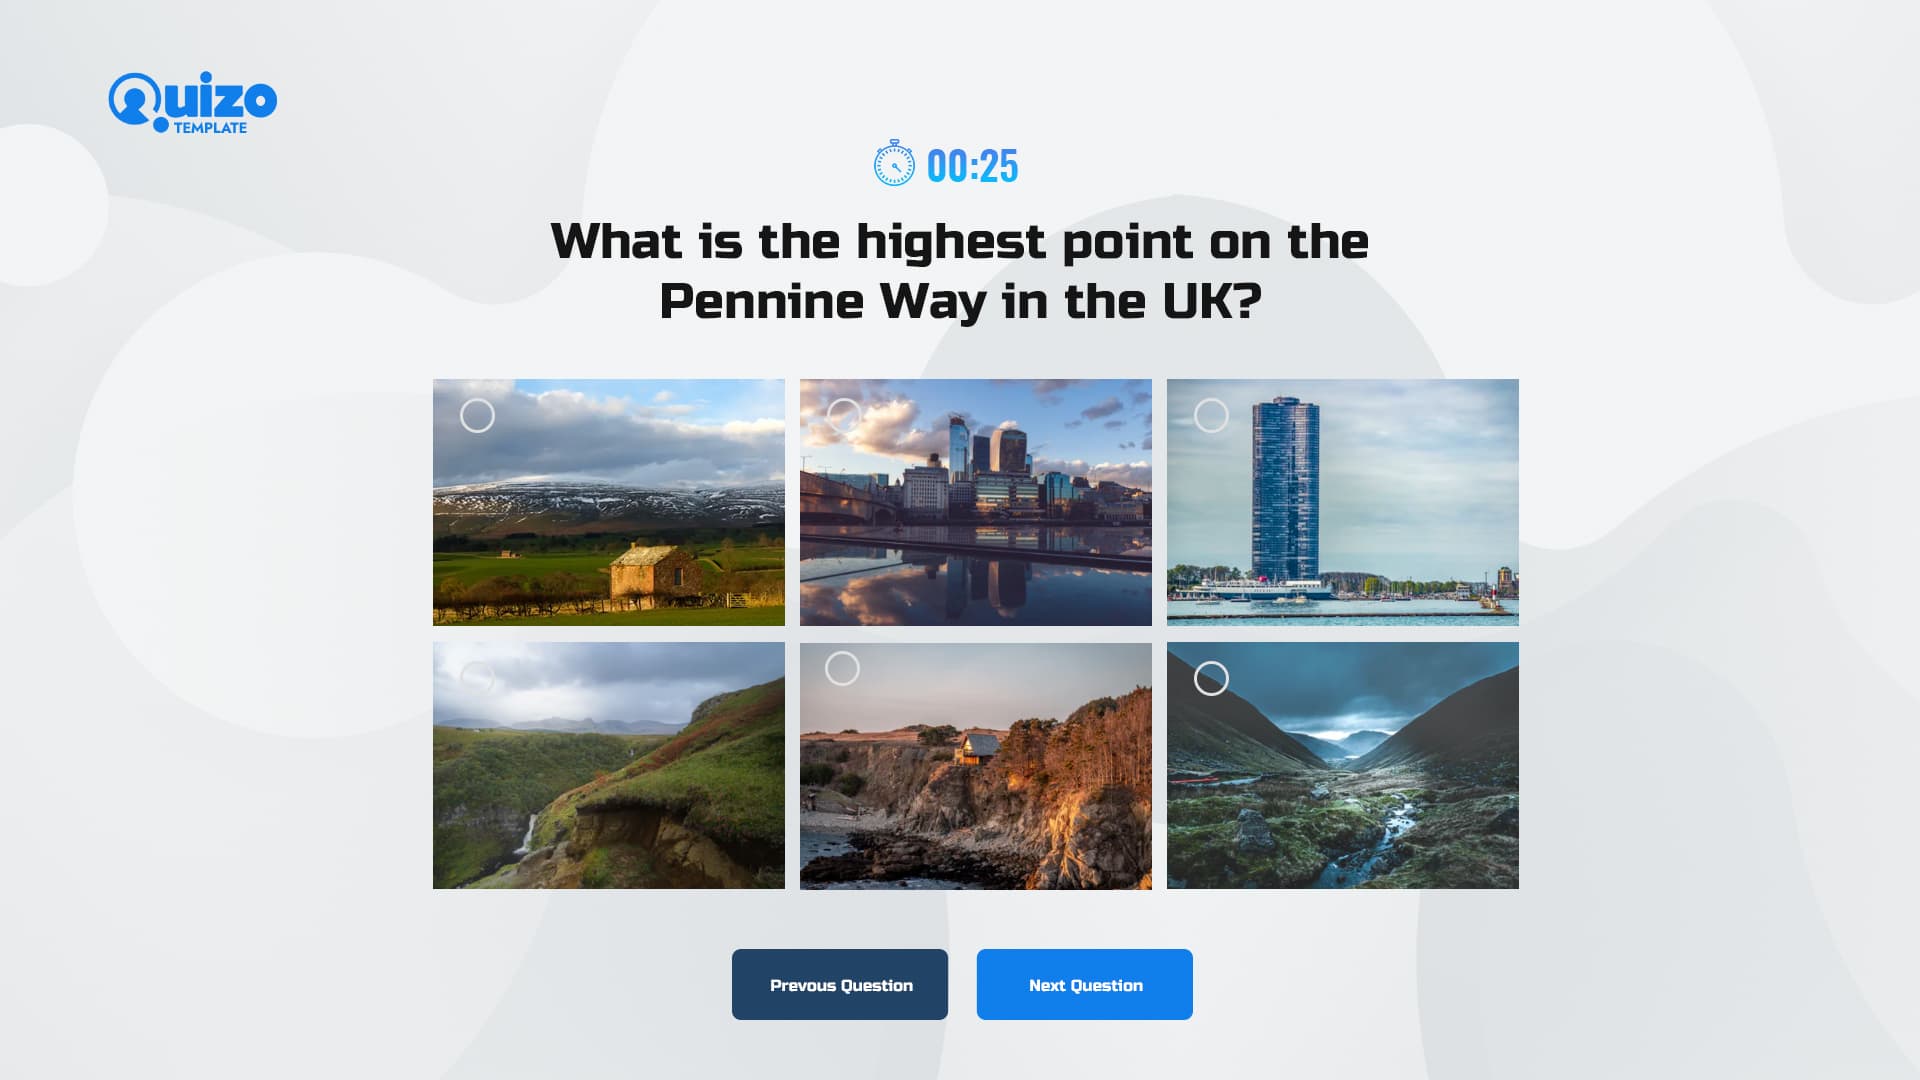 Quizo
TEMPLATE
00:25
What is the highest point on the
Pennine Way in the UK?
Prevous Question
Next Question